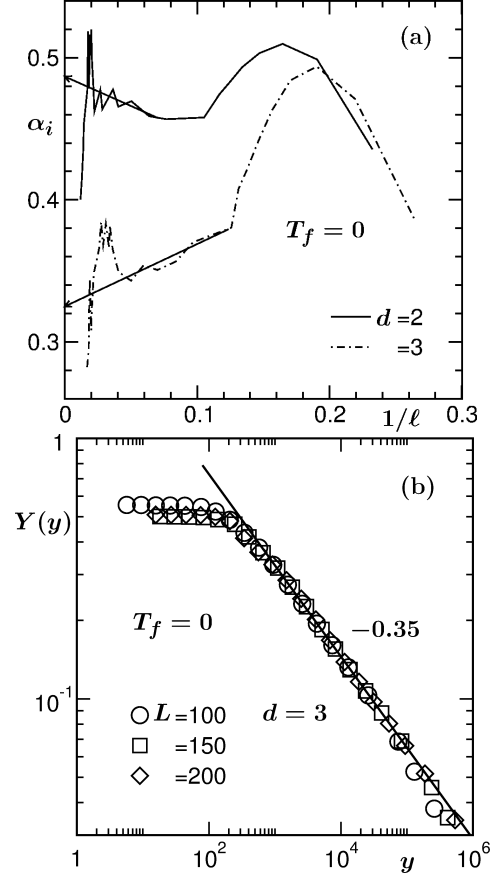 (a)
0.5
α_i
0.4
T_f = 0
d =2
=3
0.3
0 0.1 0.2 0.3
1/ℓ
1
(b)
Y(y)
T_f = 0
−0.35
10^-1
L =100 d = 3
=150
=200
1 10^2 10^4 10^6
y